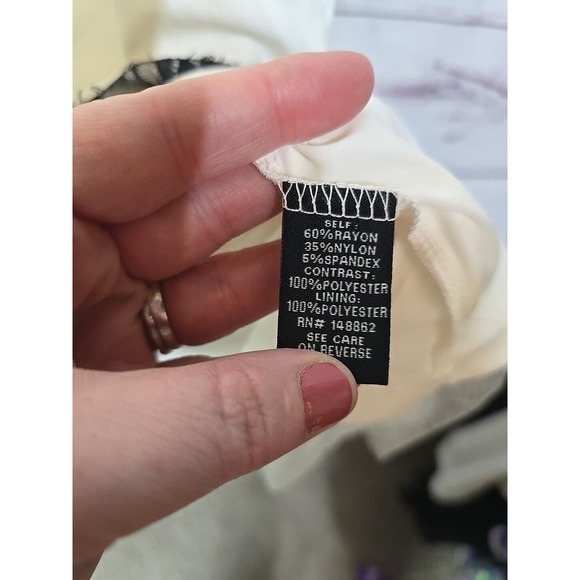 SELF:
60%RAYON
35%NYLON
5%SPANDEX
CONTRAST:
100%POLYESTER
LINING:
100%POLYESTER
RN# 148862
SEE CARE
ON REVERSE